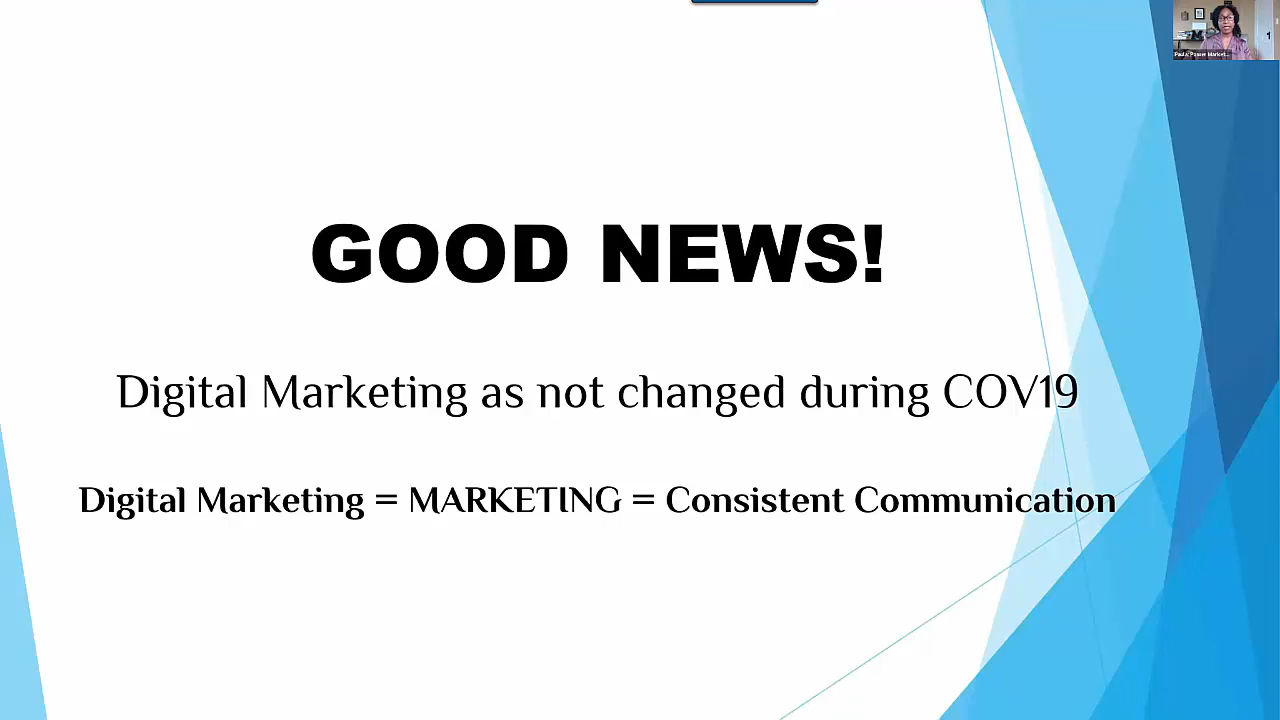 GOOD NEWS!
Digital Marketing as not changed during COV19
Digital Marketing = MARKETING = Consistent Communication